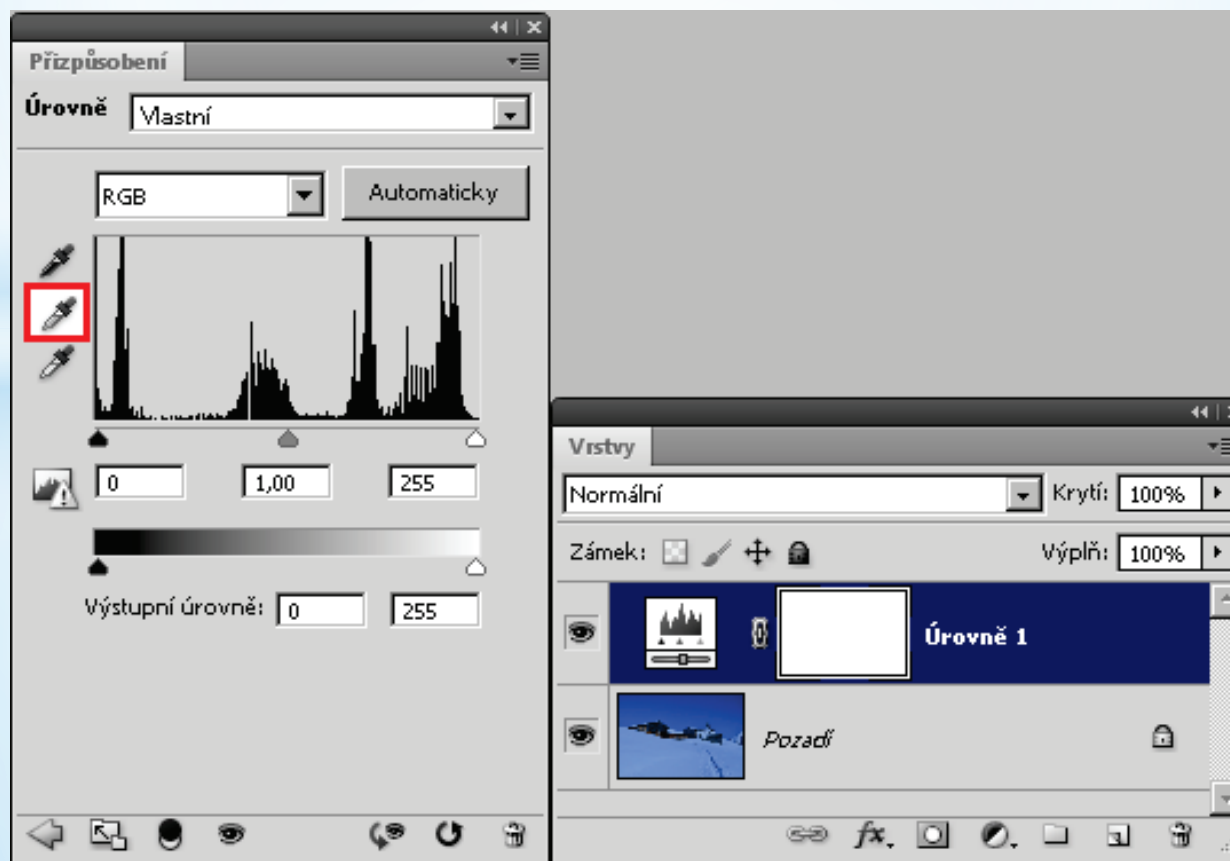 Přizpůsobení
Úrovně Vlastní
RGB Automaticky
0 1,00 255
Výstupní úrovně: 0 255
Vrstvy
Normální Krytí: 100%
Zámek: Výplň: 100%
Úrovně 1
Pozadí
fx.